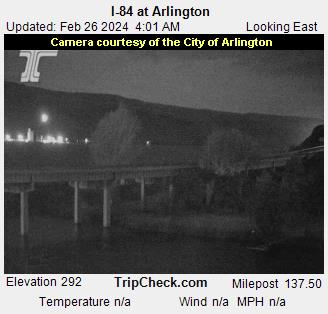 I-84 at Arlington
Updated: Feb 26 2024 4:01 AM Looking East
Camera courtesy of the City of Arlington
Elevation 292 TripCheck.com Milepost 137.50
Temperature n/a Wind n/a MPH n/a